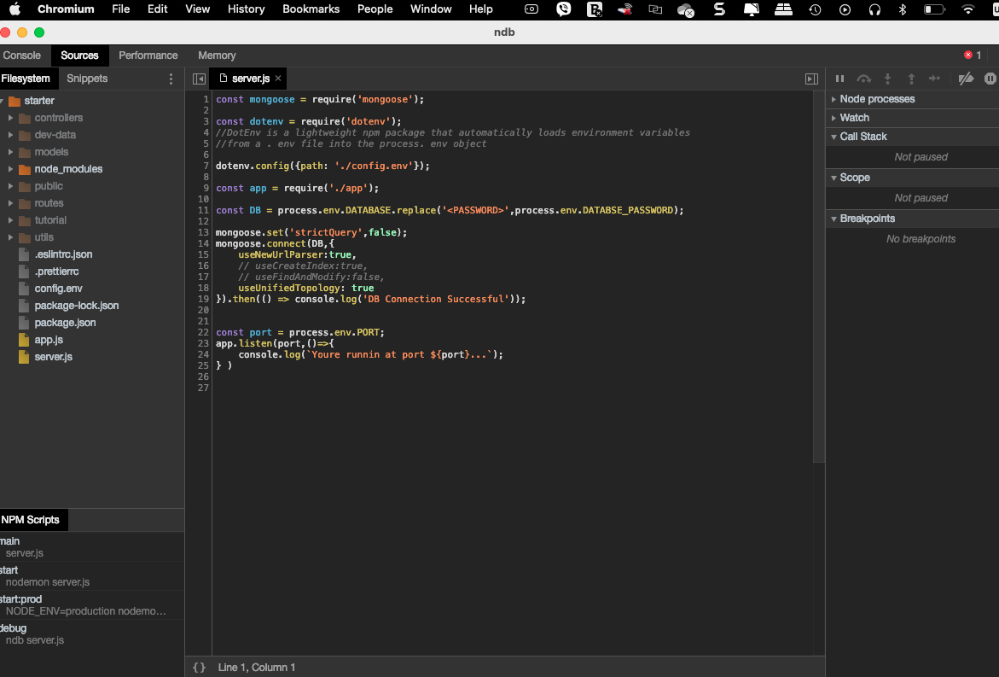 Chromium File Edit View History Bookmarks People Window Help
ndb
Console Sources Performance Memory 1
Filesystem Snippets
server.js
starter
controllers
dev-data
models
node_modules
public
routes
tutorial
utils
.eslintrc.json
.prettierrc
config.env
package-lock.json
package.json
app.js
server.js
NPM Scripts
main
server.js
start
nodemon server.js
start:prod
NODE_ENV=production nodemo…
debug
ndb server.js
1 const mongoose = require('mongoose');
2
3 const dotenv = require('dotenv');
4 //DotEnv is a lightweight npm package that automatically loads environment variables
5 //from a . env file into the process. env object
6
7 dotenv.config({path: './config.env'});
8
9 const app = require('./app');
10
11 const DB = process.env.DATABASE.replace('<PASSWORD>',process.env.DATABSE_PASSWORD);
12
13 mongoose.set('strictQuery',false);
14 mongoose.connect(DB,{
15 useNewUrlParser:true,
16 // useCreateIndex:true,
17 // useFindAndModify:false,
18 useUnifiedTopology: true
19 }).then(() => console.log('DB Connection Successful'));
20
21
22 const port = process.env.PORT;
23 app.listen(port,()=>{
24 console.log(`Youre runnin at port ${port}...`);
25 } )
26
27
{} Line 1, Column 1
Node processes
Watch
Call Stack
Not paused
Scope
Not paused
Breakpoints
No breakpoints